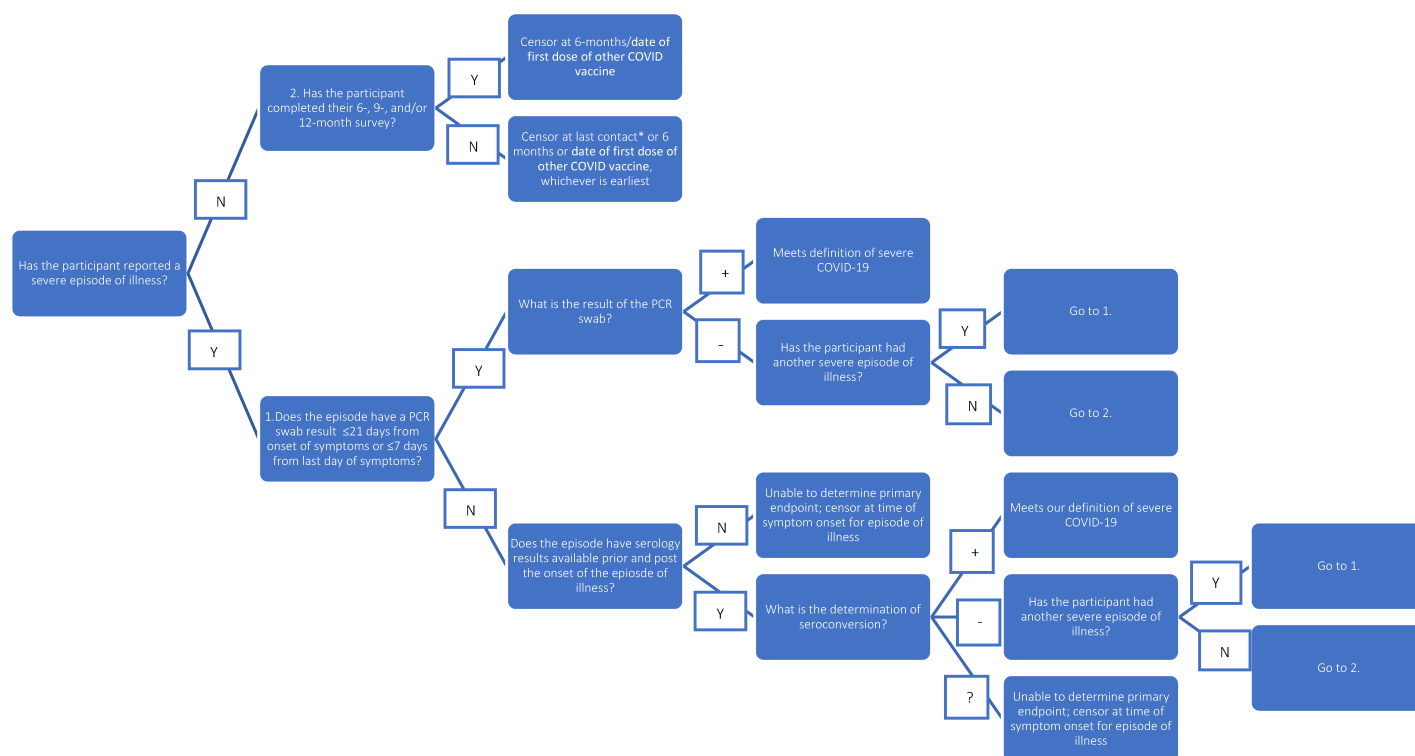 Has the participant reported a
severe episode of illness?
N
Y
2. Has the participant
completed their 6-, 9-, and/or
12-month survey?
Y
N
Censor at 6-months/date of
first dose of other COVID
vaccine
Censor at last contact* or 6
months or date of first dose of
other COVID vaccine,
whichever is earliest
1.Does the episode have a PCR
swab result ≤21 days from
onset of symptoms or ≤7 days
from last day of symptoms?
Y
N
What is the result of the PCR
swab?
+
-
Meets definition of severe
COVID-19
Has the participant had
another severe episode of
illness?
Y
N
Go to 1.
Go to 2.
Does the episode have serology
results available prior and post
the onset of the epiosde of
illness?
N
Y
Unable to determine primary
endpoint; censor at time of
symptom onset for episode of
illness
What is the determination of
seroconversion?
+
-
?
Meets our definition of severe
COVID-19
Has the participant had
another severe episode of
illness?
Y
N
Go to 1.
Go to 2.
Unable to determine primary
endpoint; censor at time of
symptom onset for episode of
illness